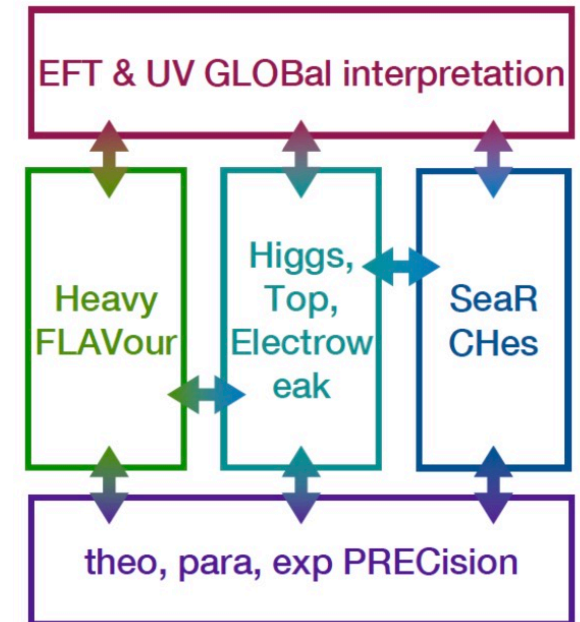 EFT & UV GLOBal interpretation
Heavy
FLAVour
Higgs,
Top,
Electrow
eak
SeaR
CHes
theo, para, exp PRECision